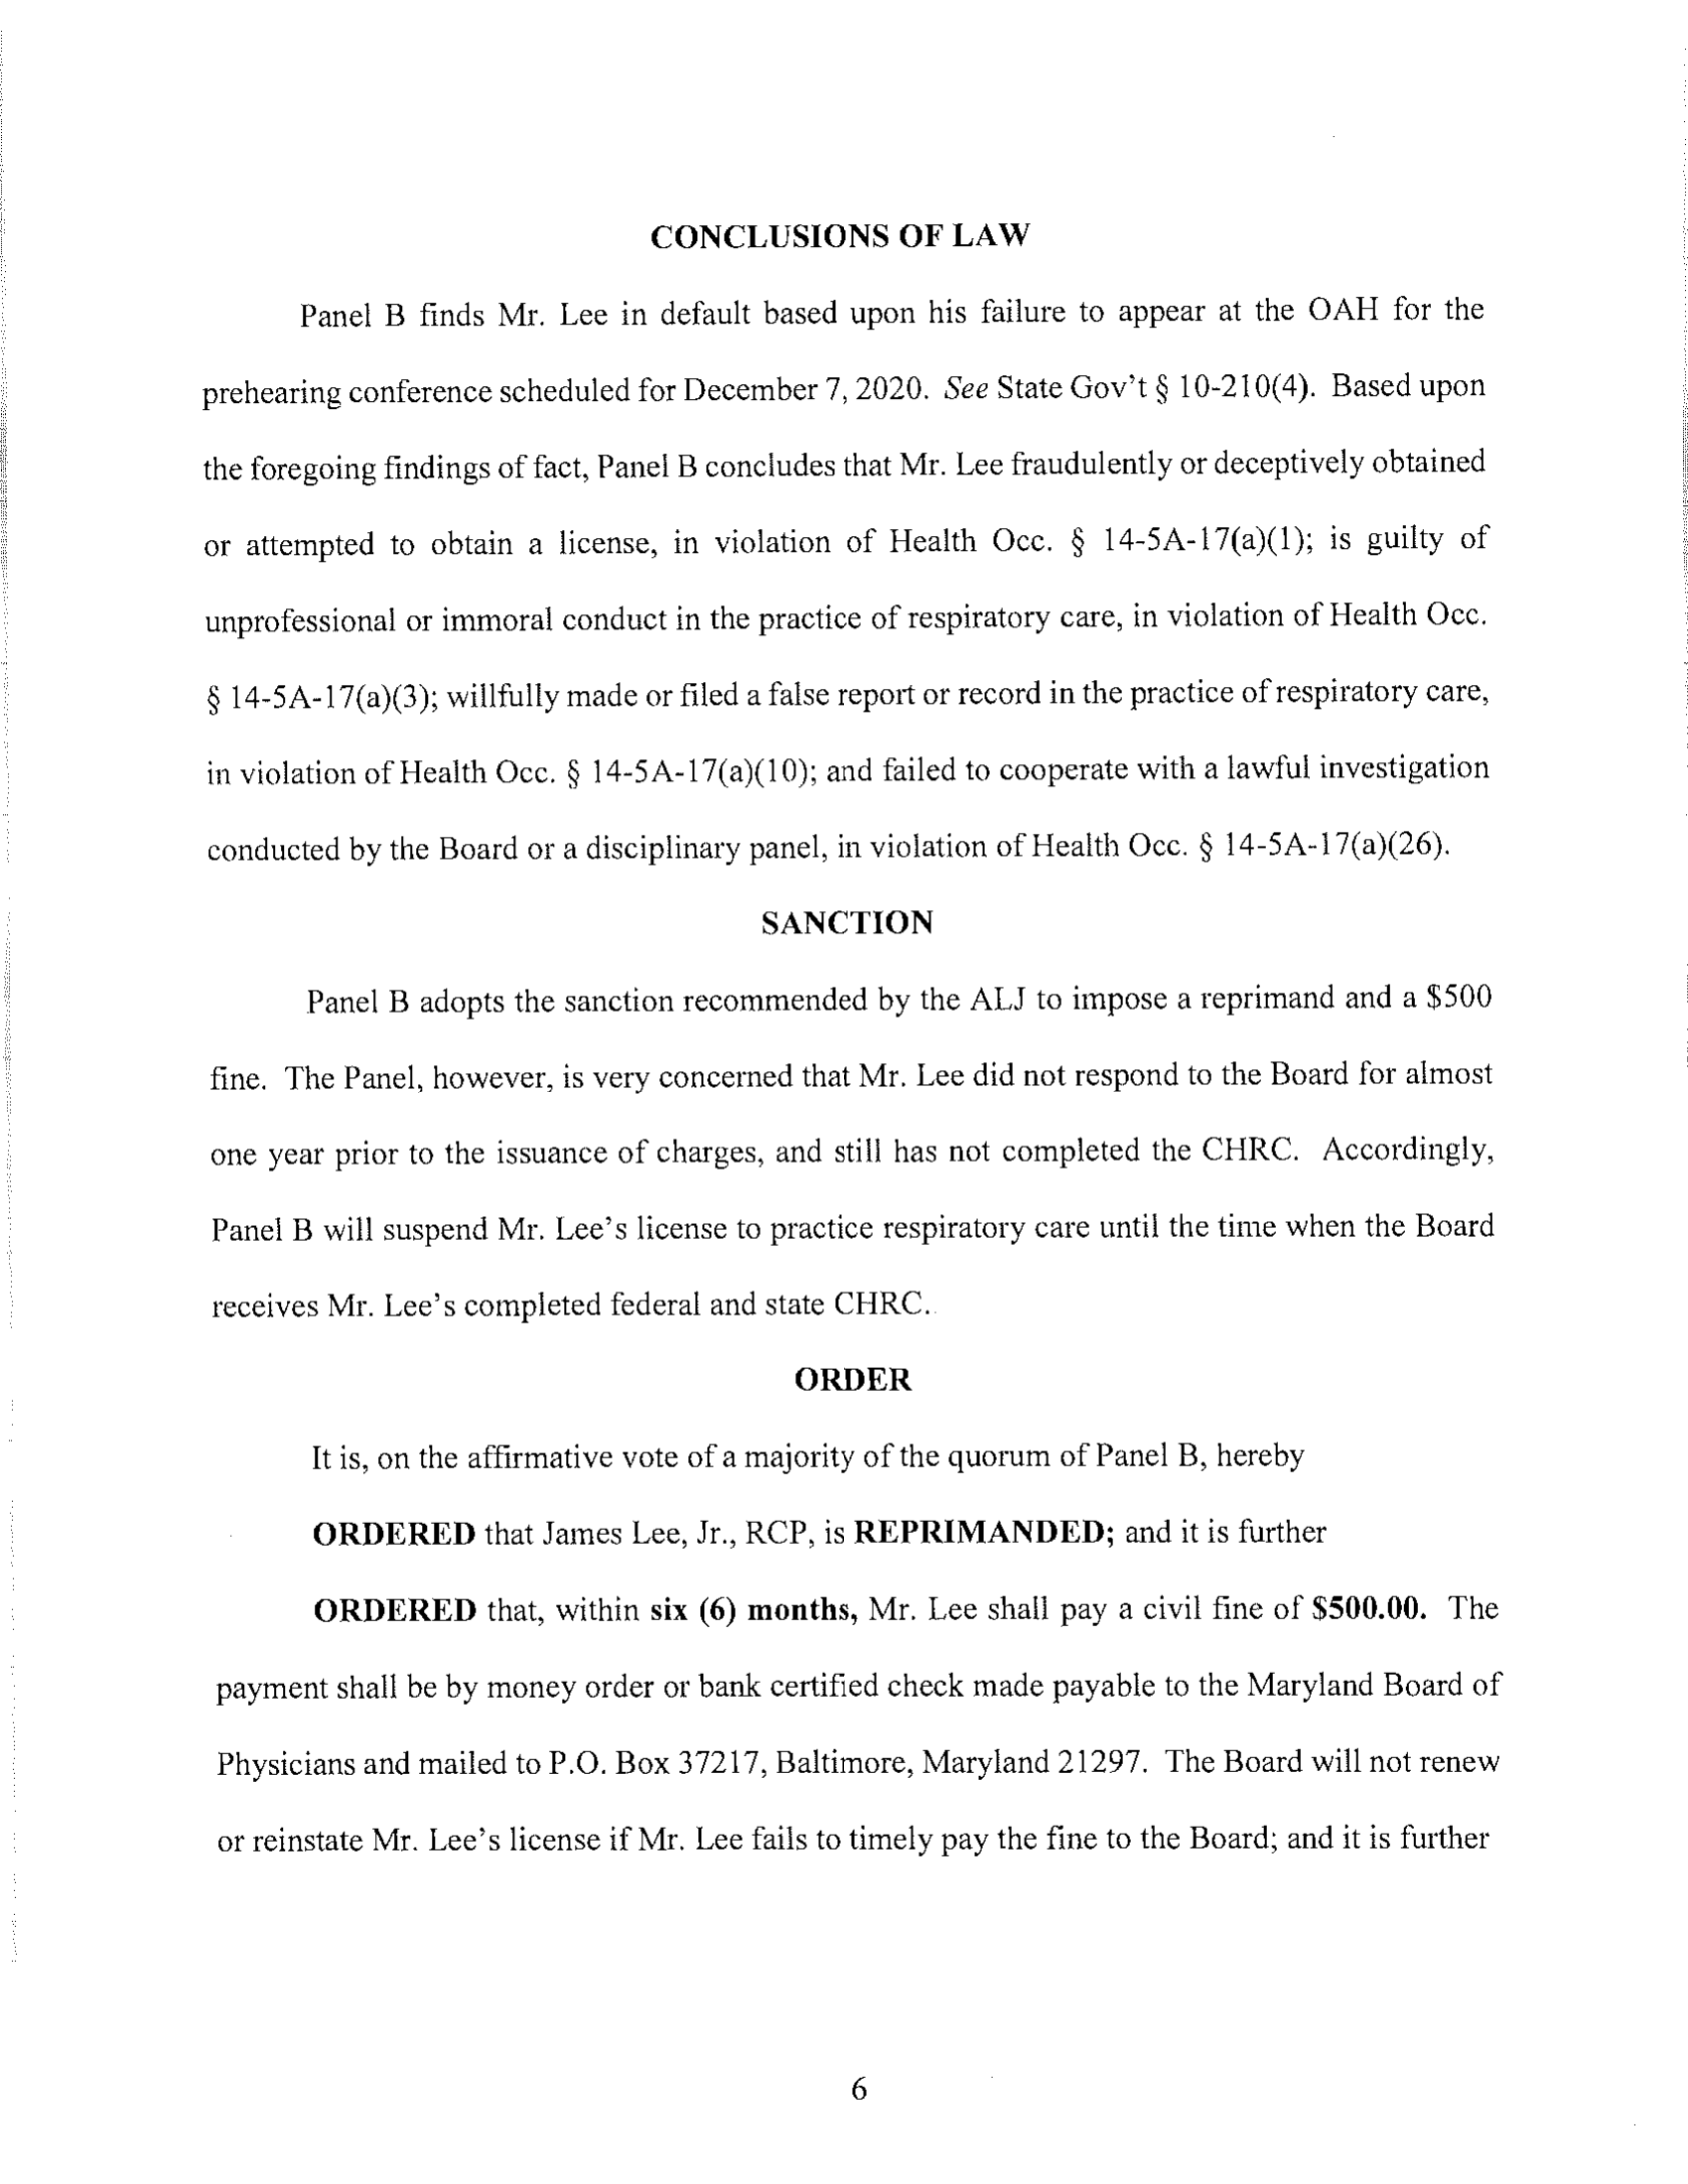 CONCLUSIONS OF LAW
Panel B finds Mr. Lee in default based upon his failure to appear at the OAH for the
prehearing conference scheduled for December 7, 2020. See State Gov't § 10-210(4). Based upon
the foregoing findings of fact, Panel B concludes that Mr. Lee fraudulently or deceptively obtained
or attempted to obtain a license, in violation of Health Occ. § 14-5A-17(a)(1); is guilty of
unprofessional or immoral conduct in the practice of respiratory care, in violation of Health Occ.
§ 14-5A-17(a)(3); willfully made or filed a false report or record in the practice of respiratory care,
in violation of Health Occ. § 14-5A-17(a)(10); and failed to cooperate with a lawful investigation
conducted by the Board or a disciplinary panel, in violation of Health Occ. § 14-5A-17(a)(26).
SANCTION
Panel B adopts the sanction recommended by the ALJ to impose a reprimand and a $500
fine. The Panel, however, is very concerned that Mr. Lee did not respond to the Board for almost
one year prior to the issuance of charges, and still has not completed the CHRC. Accordingly,
Panel B will suspend Mr. Lee's license to practice respiratory care until the time when the Board
receives Mr. Lee's completed federal and state CHRC.
ORDER
It is, on the affirmative vote of a majority of the quorum of Panel B, hereby
ORDERED that James Lee, Jr., RCP, is REPRIMANDED; and it is further
ORDERED that, within six (6) months, Mr. Lee shall pay a civil fine of $500.00. The
payment shall be by money order or bank certified check made payable to the Maryland Board of
Physicians and mailed to P.O. Box 37217, Baltimore, Maryland 21297. The Board will not renew
or reinstate Mr. Lee's license if Mr. Lee fails to timely pay the fine to the Board; and it is further
6